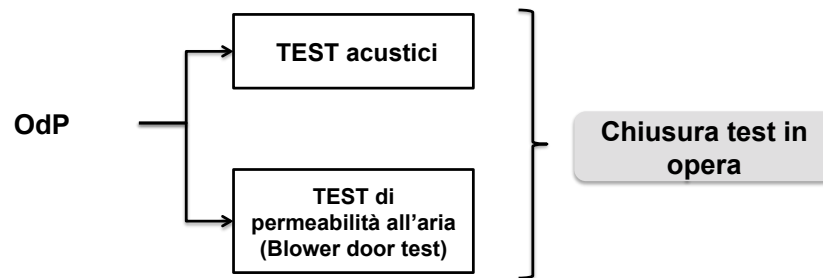 TEST acustici
OdP
Chiusura test in
opera
TEST di
permeabilità all'aria
(Blower door test)